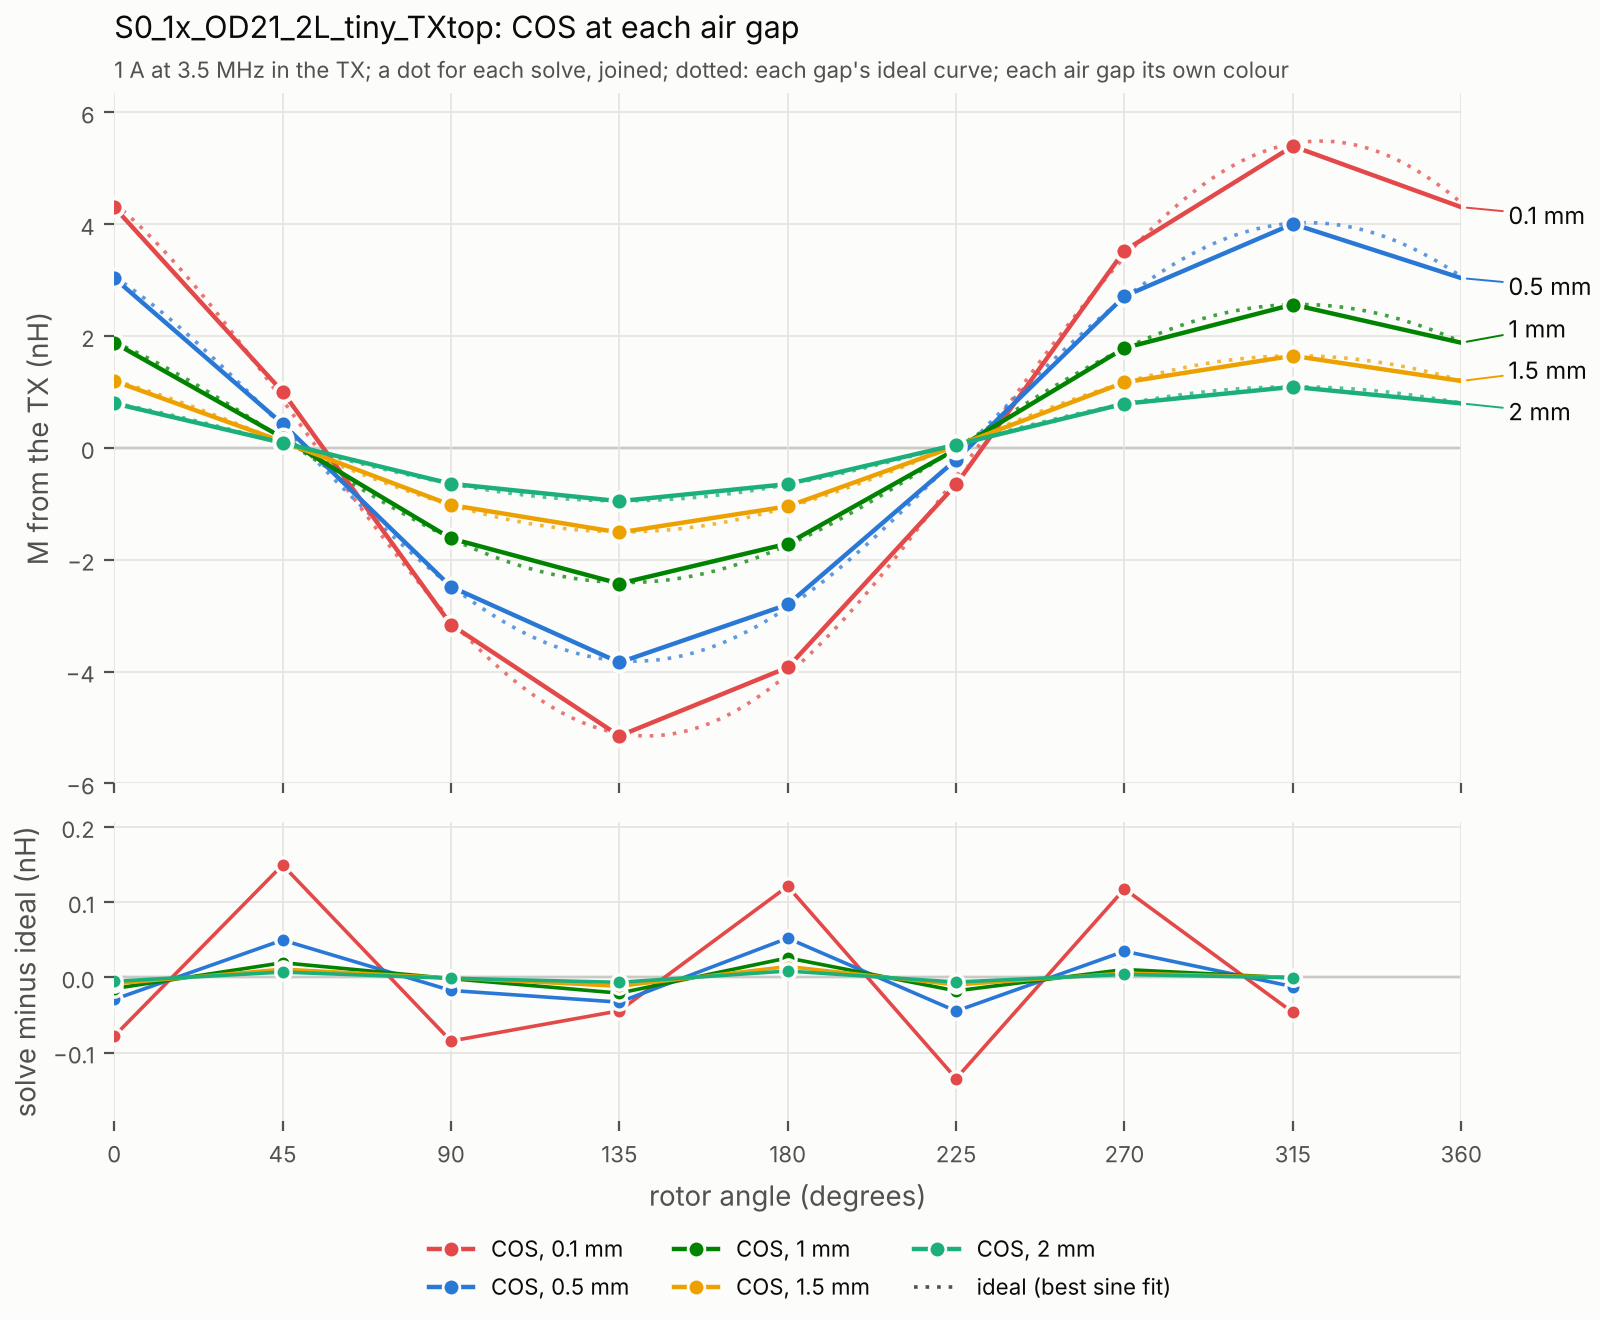 S0_1x_OD21_2L_tiny_TXtop: COS at each air gap
1 A at 3.5 MHz in the TX; a dot for each solve, joined; dotted: each gap's ideal curve; each air gap its own colour
M from the TX (nH)
6
4
2
0
−2
−4
−6
0.1 mm
0.5 mm
1 mm
1.5 mm
2 mm
solve minus ideal (nH)
0.2
0.1
0.0
−0.1
0 45 90 135 180 225 270 315 360
rotor angle (degrees)
COS, 0.1 mm COS, 1 mm COS, 2 mm
COS, 0.5 mm COS, 1.5 mm ideal (best sine fit)